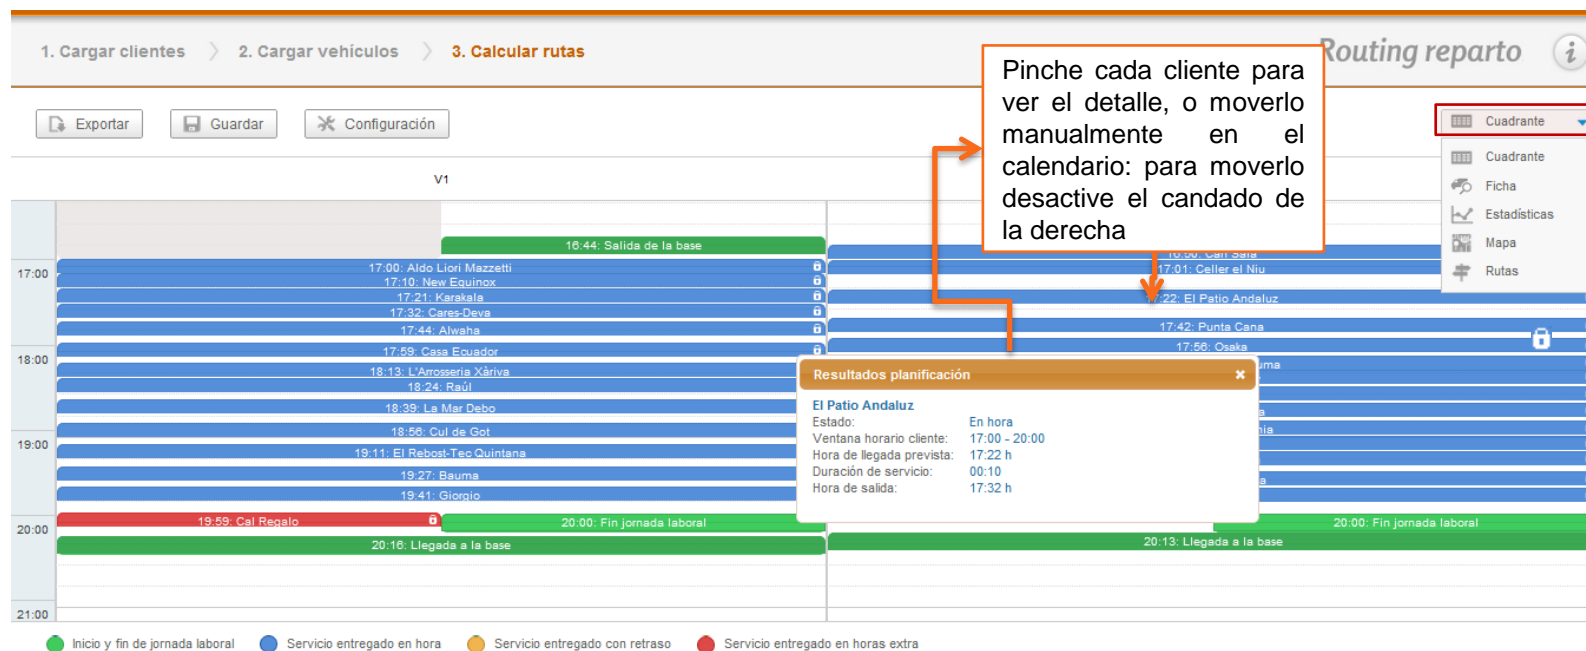 1. Cargar clientes
2. Cargar vehículos
3. Calcular rutas
Routing reparto
i
Pinche cada cliente para
ver el detalle, o moverlo
manualmente en el
calendario: para moverlo
desactive el candado de
la derecha
Exportar
Guardar
Configuración
Cuadrante
Cuadrante
Ficha
Estadísticas
Mapa
Rutas
V1
16:44: Salida de la base
17:00
17:00: Aldo Liori Mazzetti
17:10: New Equinox
17:21: Karakala
17:32: Cares-Deva
17:44: Alwaha
17:59: Casa Ecuador
18:00
18:13: L'Arrosseria Xàriva
18:24: Raúl
18:39: La Mar Debo
18:56: Cul de Got
19:00
19:11: El Rebost-Tec Quintana
19:27: Bauma
19:41: Giorgio
19:59: Cal Regalo
20:00: Fin jornada laboral
20:00
20:16: Llegada a la base
21:00
16:50: Can Sala
17:01: Celler el Niu
17:22: El Patio Andaluz
17:42: Punta Cana
17:56: Osaka
Resultados planificación
El Patio Andaluz
Estado: En hora
Ventana horario cliente: 17:00 - 20:00
Hora de llegada prevista: 17:22 h
Duración de servicio: 00:10
Hora de salida: 17:32 h
20:00: Fin jornada laboral
20:13: Llegada a la base
Inicio y fin de jornada laboral
Servicio entregado en hora
Servicio entregado con retraso
Servicio entregado en horas extra